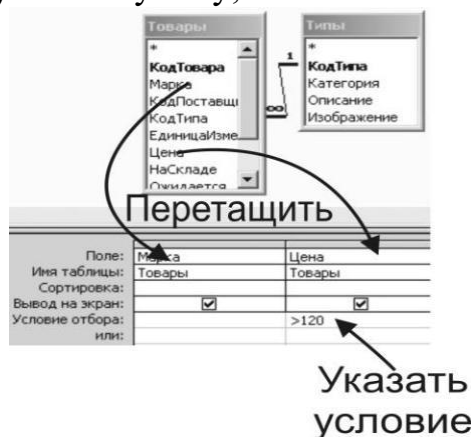 Товары
*
КодТовара
Марка
КодПоставщи
КодТипа
ЕдиницаИзме
Цена
НаСкладе
Ожидается
Типы
*
КодТипа
Категория
Описание
Изображение
1
∞
Перетащить
Поле: Марка Цена
Имя таблицы: Товары Товары
Сортировка:
Вывод на экран:
Условие отбора: >120
или:
Указать
условие